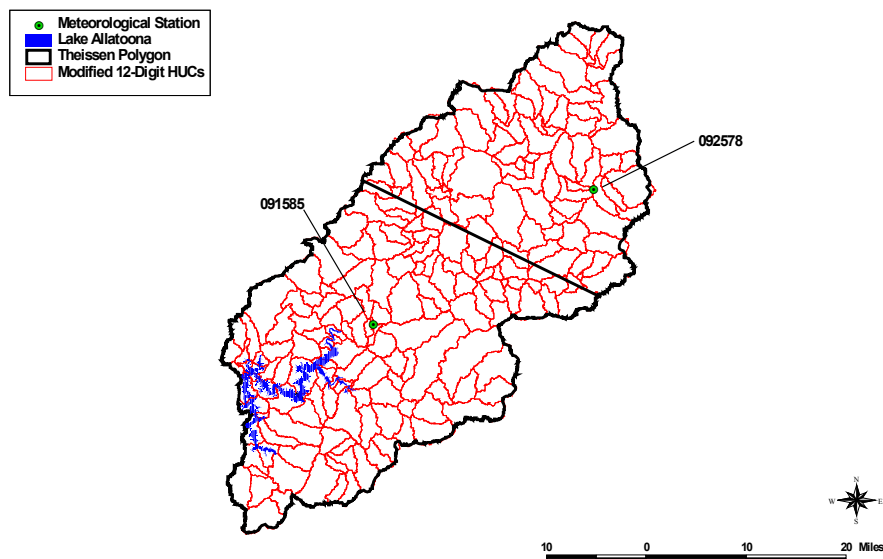 Meteorological Station
Lake Allatoona
Theissen Polygon
Modified 12-Digit HUCs
092578
091585
N
W E
S
10 0 10 20 Miles